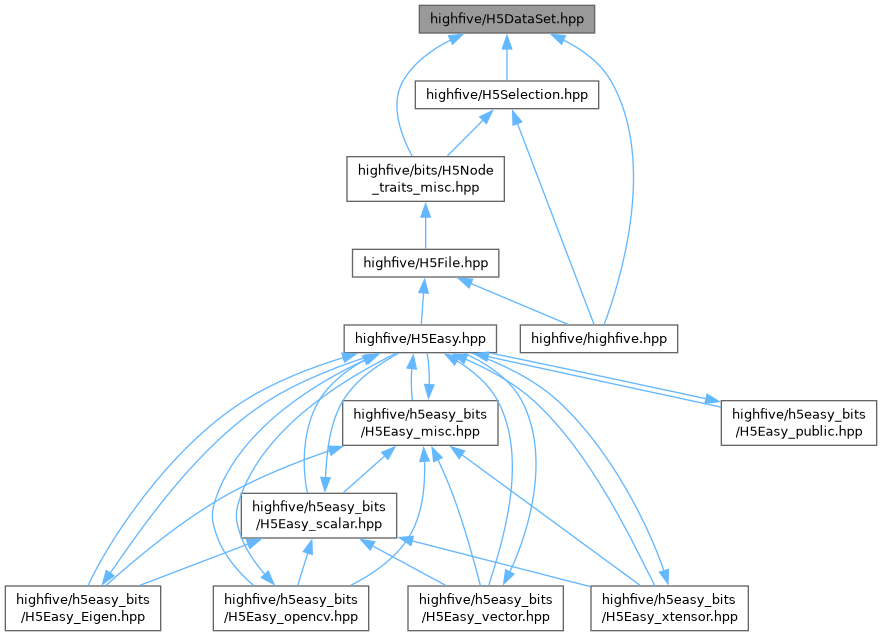 highfive/H5DataSet.hpp
highfive/H5Selection.hpp
highfive/bits/H5Node
_traits_misc.hpp
highfive/H5File.hpp
highfive/H5Easy.hpp
highfive/highfive.hpp
highfive/h5easy_bits
/H5Easy_misc.hpp
highfive/h5easy_bits
/H5Easy_public.hpp
highfive/h5easy_bits
/H5Easy_scalar.hpp
highfive/h5easy_bits
/H5Easy_Eigen.hpp
highfive/h5easy_bits
/H5Easy_opencv.hpp
highfive/h5easy_bits
/H5Easy_vector.hpp
highfive/h5easy_bits
/H5Easy_xtensor.hpp